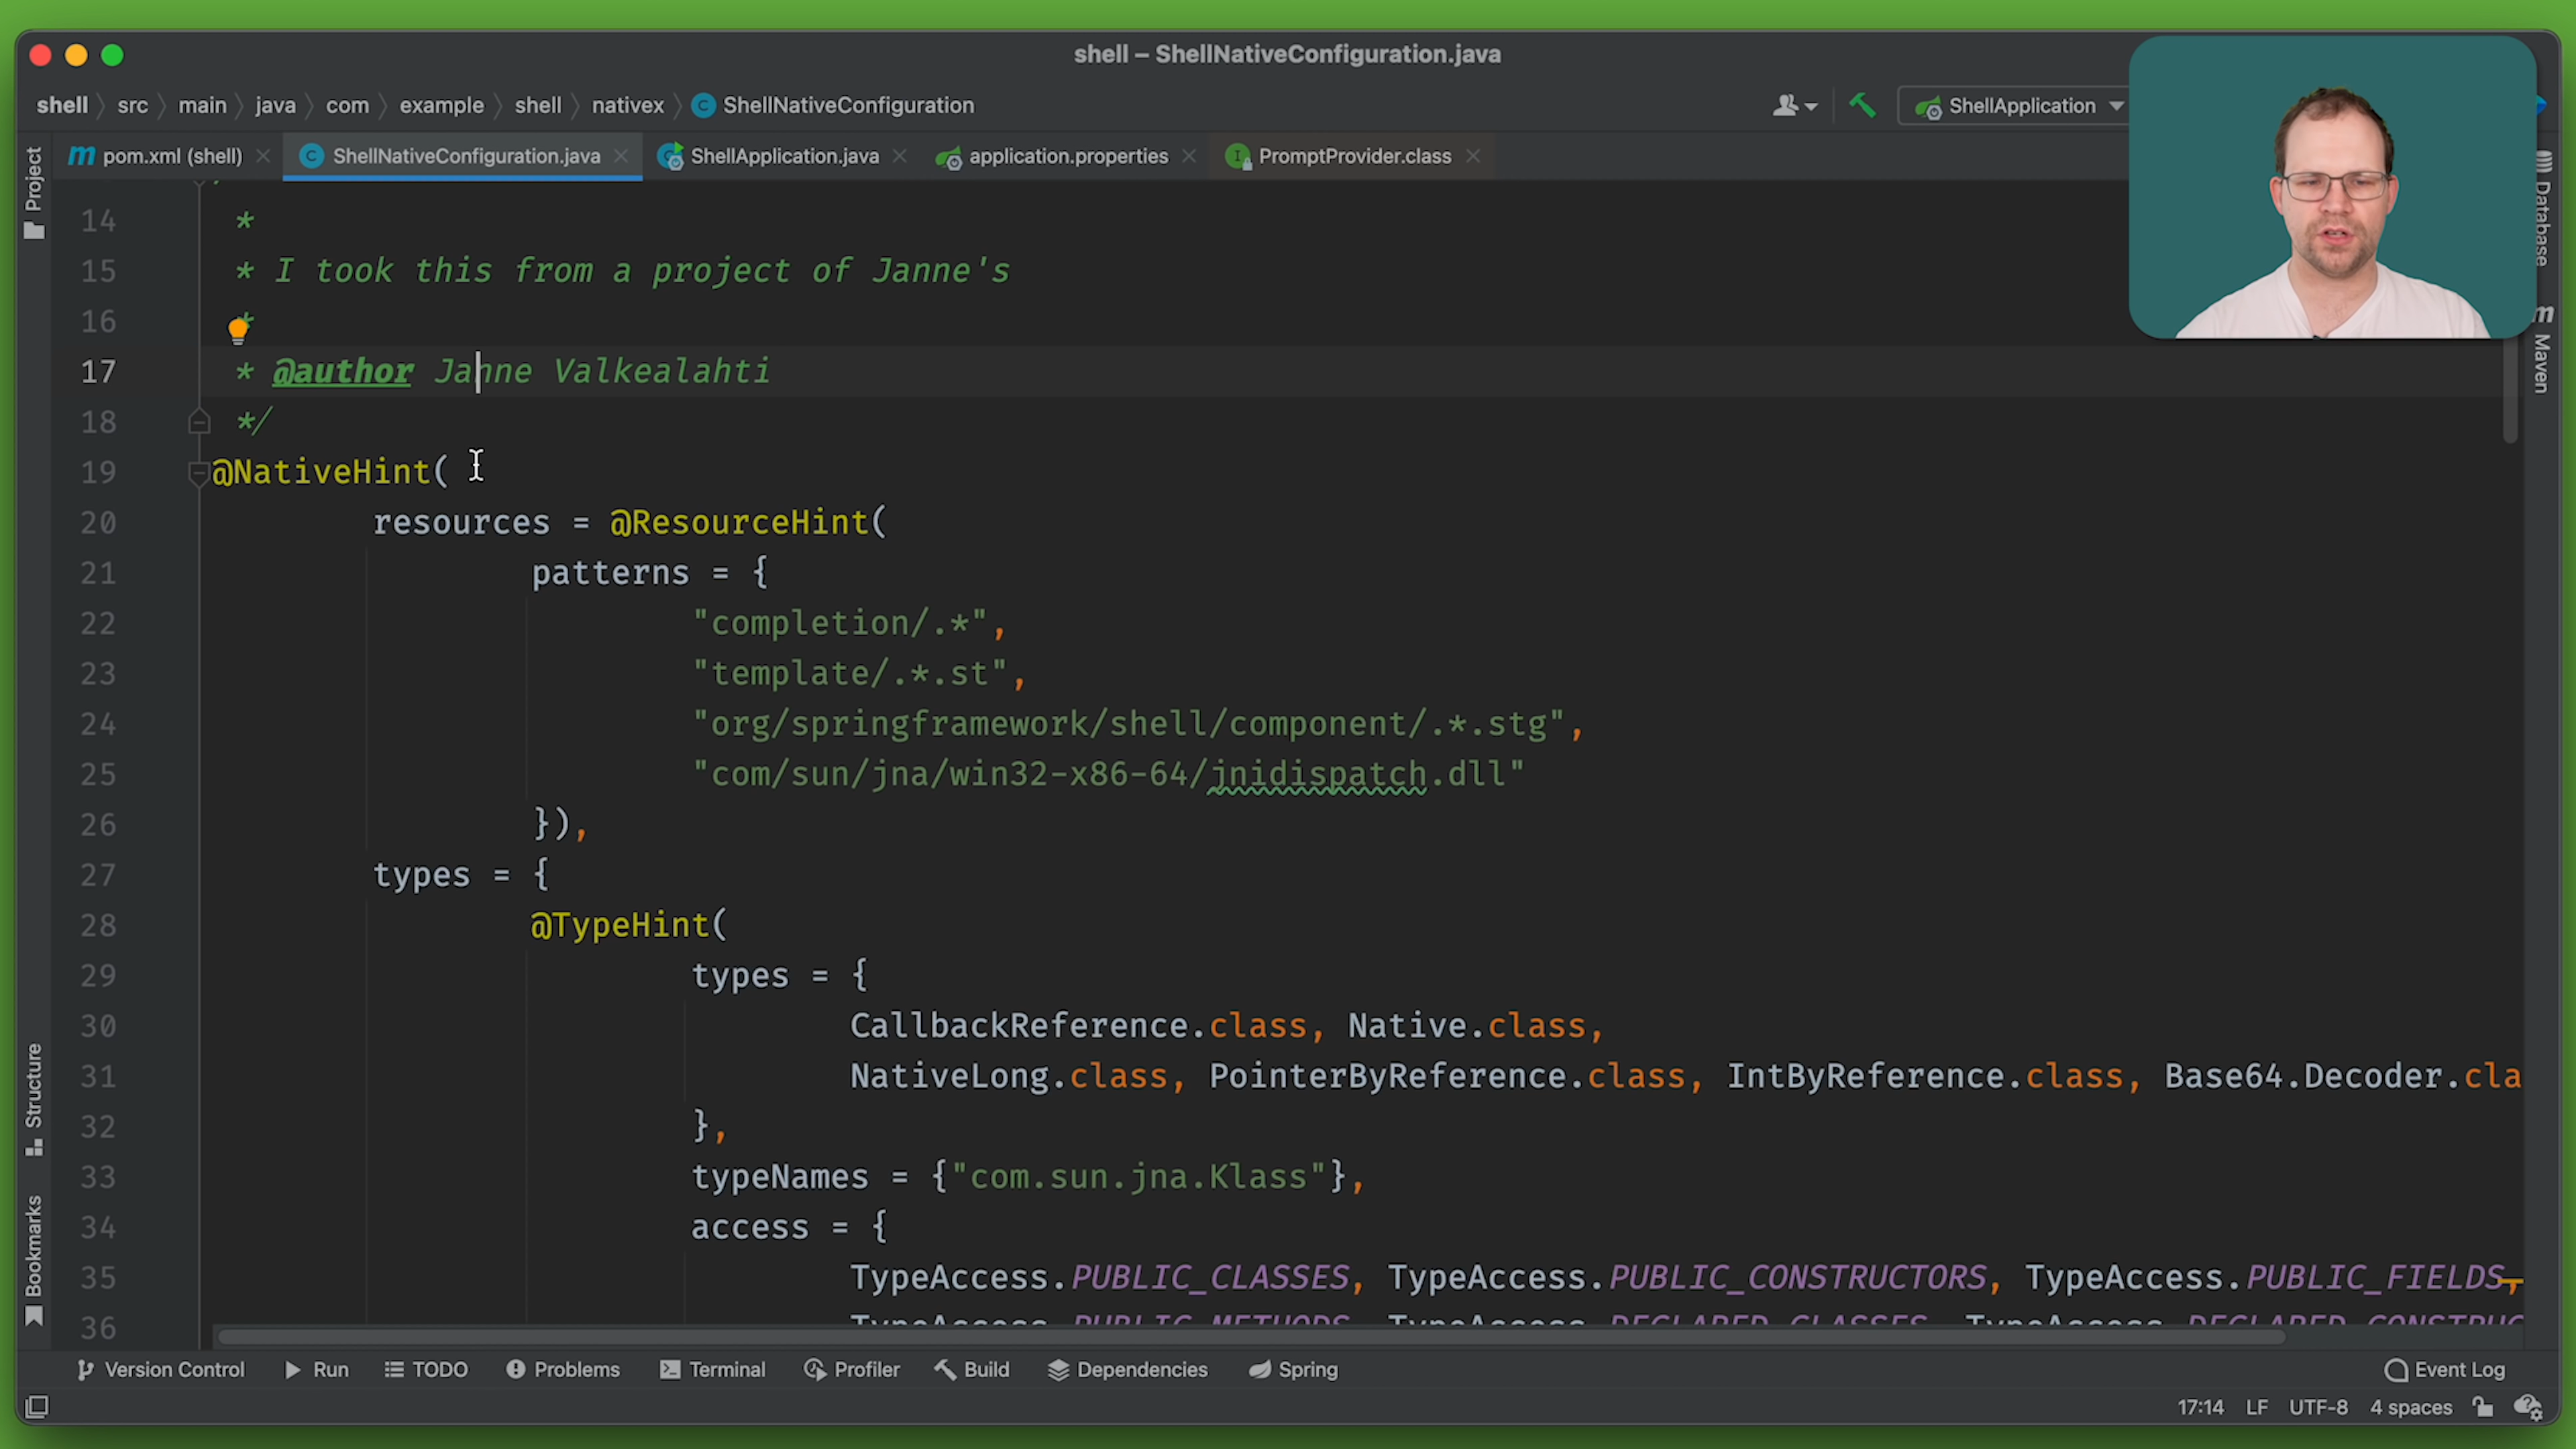 shell – ShellNativeConfiguration.java
shell src main java com example shell nativex ShellNativeConfiguration
ShellApplication
pom.xml (shell) ShellNativeConfiguration.java ShellApplication.java application.properties PromptProvider.class
Project
Structure
Bookmarks
Database
Maven
14 *
15 * I took this from a project of Janne's
16 *
17 * @author Janne Valkealahti
18 */
19 @NativeHint(
20 resources = @ResourceHint(
21 patterns = {
22 "completion/.*",
23 "template/.*.st",
24 "org/springframework/shell/component/.*.stg",
25 "com/sun/jna/win32-x86-64/jnidispatch.dll"
26 }),
27 types = {
28 @TypeHint(
29 types = {
30 CallbackReference.class, Native.class,
31 NativeLong.class, PointerByReference.class, IntByReference.class, Base64.Decoder.cla
32 },
33 typeNames = {"com.sun.jna.Klass"},
34 access = {
35 TypeAccess.PUBLIC_CLASSES, TypeAccess.PUBLIC_CONSTRUCTORS, TypeAccess.PUBLIC_FIELDS,
36 TypeAccess.PUBLIC_METHODS, TypeAccess.DECLARED_CLASSES, TypeAccess.DECLARED_CONSTRUC
Version Control Run TODO Problems Terminal Profiler Build Dependencies Spring Event Log
17:14 LF UTF-8 4 spaces